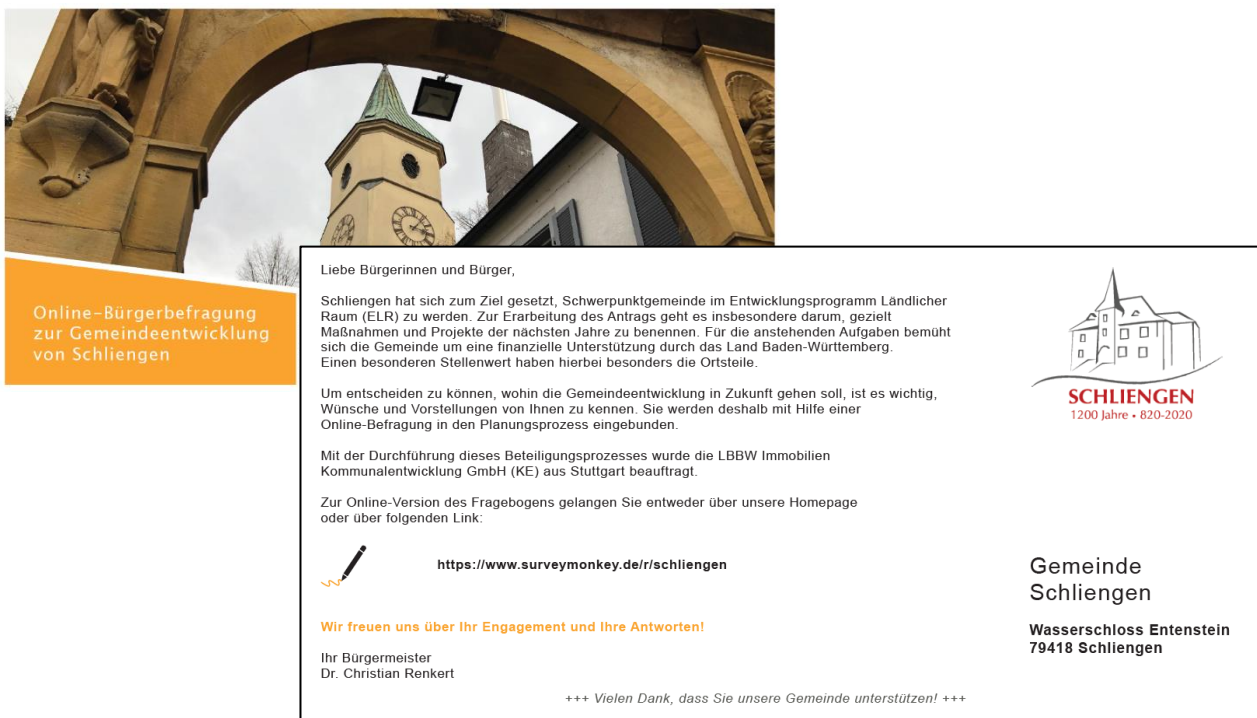 Online-Bürgerbefragung
zur Gemeindeentwicklung
von Schliengen
Liebe Bürgerinnen und Bürger,
Schliengen hat sich zum Ziel gesetzt, Schwerpunktgemeinde im Entwicklungsprogramm Ländlicher
Raum (ELR) zu werden. Zur Erarbeitung des Antrags geht es insbesondere darum, gezielt
Maßnahmen und Projekte der nächsten Jahre zu benennen. Für die anstehenden Aufgaben bemüht
sich die Gemeinde um eine finanzielle Unterstützung durch das Land Baden-Württemberg.
Einen besonderen Stellenwert haben hierbei besonders die Ortsteile.
Um entscheiden zu können, wohin die Gemeindeentwicklung in Zukunft gehen soll, ist es wichtig,
Wünsche und Vorstellungen von Ihnen zu kennen. Sie werden deshalb mit Hilfe einer
Online-Befragung in den Planungsprozess eingebunden.
Mit der Durchführung dieses Beteiligungsprozesses wurde die LBBW Immobilien
Kommunalentwicklung GmbH (KE) aus Stuttgart beauftragt.
Zur Online-Version des Fragebogens gelangen Sie entweder über unsere Homepage
oder über folgenden Link:
https://www.surveymonkey.de/r/schliengen
Wir freuen uns über Ihr Engagement und Ihre Antworten!
Ihr Bürgermeister
Dr. Christian Renkert
+++ Vielen Dank, dass Sie unsere Gemeinde unterstützen! +++
SCHLIENGEN
1200 Jahre • 820-2020
Gemeinde
Schliengen
Wasserschloss Entenstein
79418 Schliengen